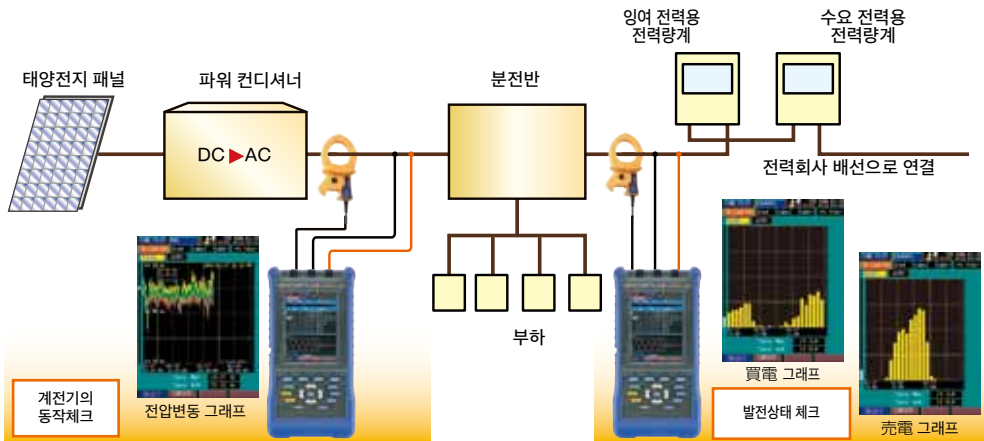 잉여 전력용
전력량계
수요 전력용
전력량계
태양전지 패널
파워 컨디셔너
분전반
DC ▶AC
전력회사 배선으로 연결
부하
계전기의
동작체크
전압변동 그래프
買電 그래프
발전상태 체크
売電 그래프